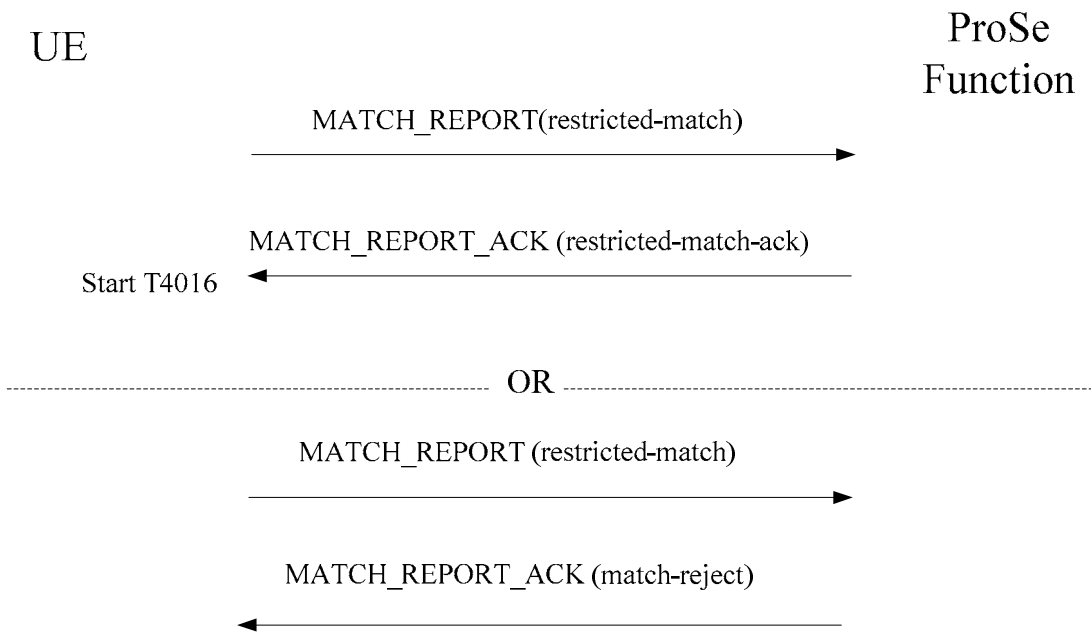 UE
ProSe
Function
MATCH_REPORT(restricted-match)
MATCH_REPORT_ACK (restricted-match-ack)
Start T4016
OR
MATCH_REPORT (restricted-match)
MATCH_REPORT_ACK (match-reject)